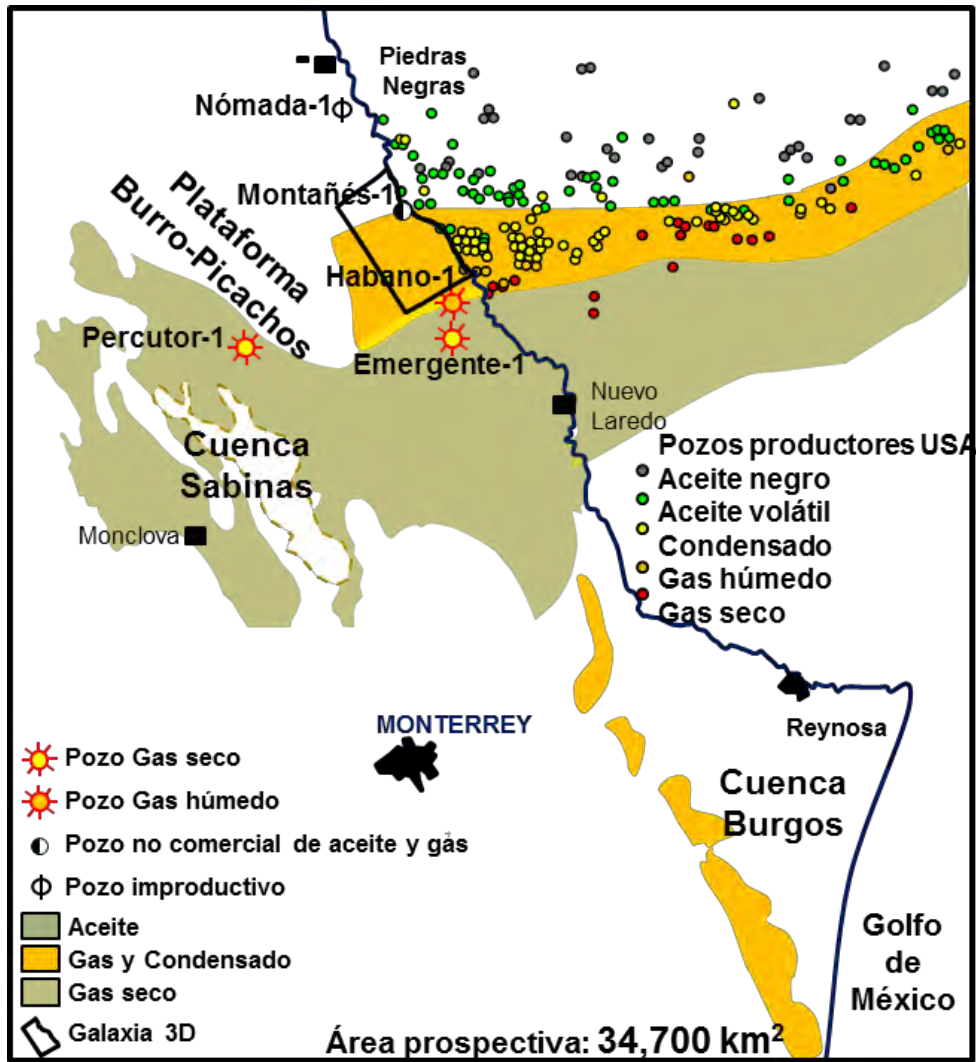 Piedras
Negras
Nómada-1
Montañés-1
Plataforma
Burro-Picachos
Habano-1
Percutor-1
Emergente-1
Nuevo
Laredo
Cuenca
Sabinas
Monclova
Pozos productores USA
Aceite negro
Aceite volátil
Condensado
Gas húmedo
Gas seco
Reynosa
MONTERREY
Cuenca
Burgos
Golfo
de
México
Pozo Gas seco
Pozo Gas húmedo
Pozo no comercial de aceite y gas
Pozo improductivo
Aceite
Gas y Condensado
Gas seco
Galaxia 3D
Área prospectiva: 34,700 km²